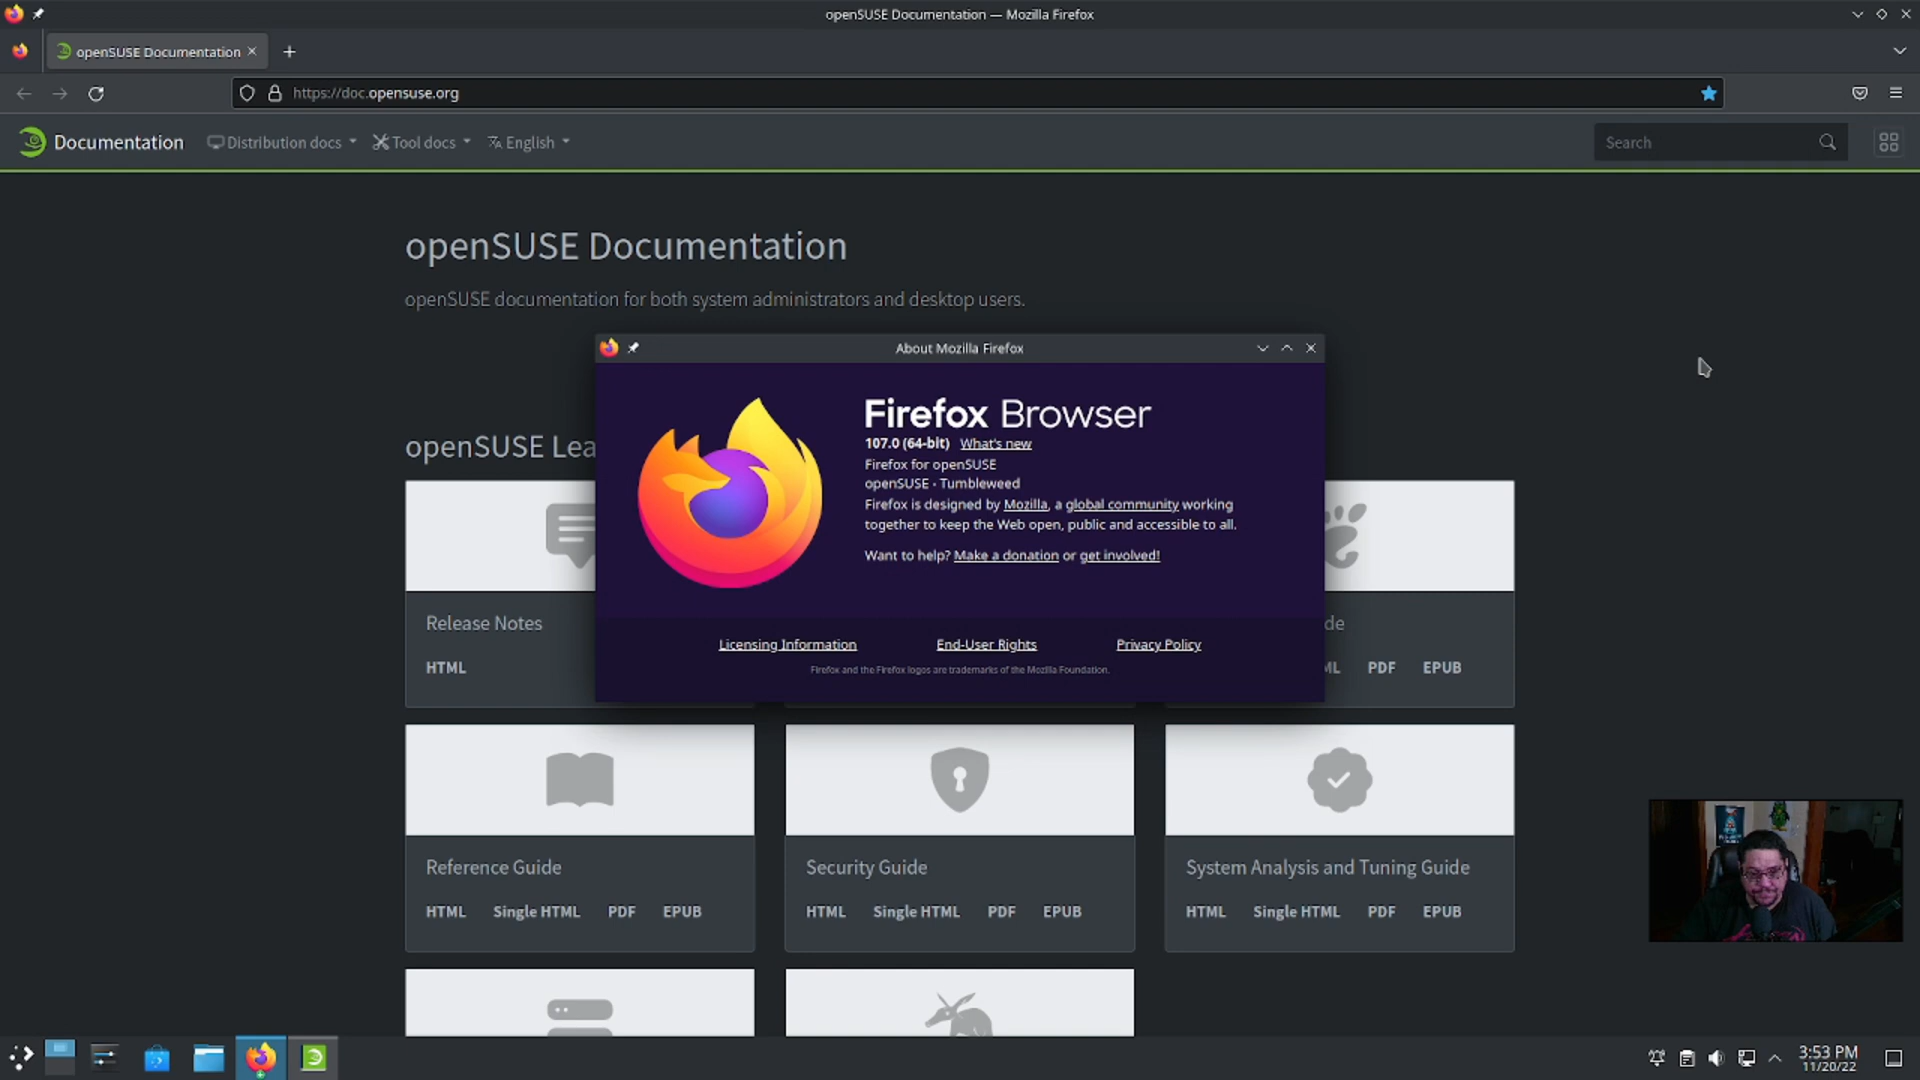 openSUSE Documentation — Mozilla Firefox
openSUSE Documentation
https://doc.opensuse.org
Documentation
Distribution docs
Tool docs
English
Search
openSUSE Documentation
openSUSE documentation for both system administrators and desktop users.
About Mozilla Firefox
Firefox Browser
107.0 (64-bit) What's new
Firefox for openSUSE
openSUSE - Tumbleweed
Firefox is designed by Mozilla, a global community working
together to keep the Web open, public and accessible to all.
Want to help? Make a donation or get involved!
Licensing Information End-User Rights Privacy Policy
Firefox and the Firefox logos are trademarks of the Mozilla Foundation.
openSUSE Lea
Release Notes
HTML
de
ML PDF EPUB
Reference Guide
HTML Single HTML PDF EPUB
Security Guide
HTML Single HTML PDF EPUB
System Analysis and Tuning Guide
HTML Single HTML PDF EPUB
3:53 PM
11/20/22